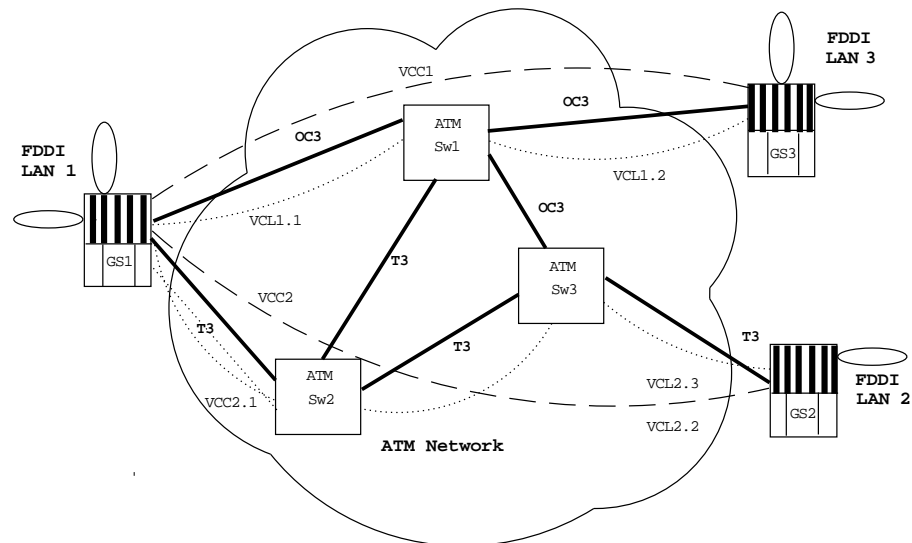 FDDI
LAN 3
VCC1
OC3
ATM
Sw1
OC3
GS3
FDDI
LAN 1
VCL1.2
VCL1.1
OC3
GS1
T3
ATM
Sw3
VCC2
T3
T3
T3
ATM
Sw2
VCC2.1
VCL2.3
FDDI
LAN 2
GS2
VCL2.2
ATM Network